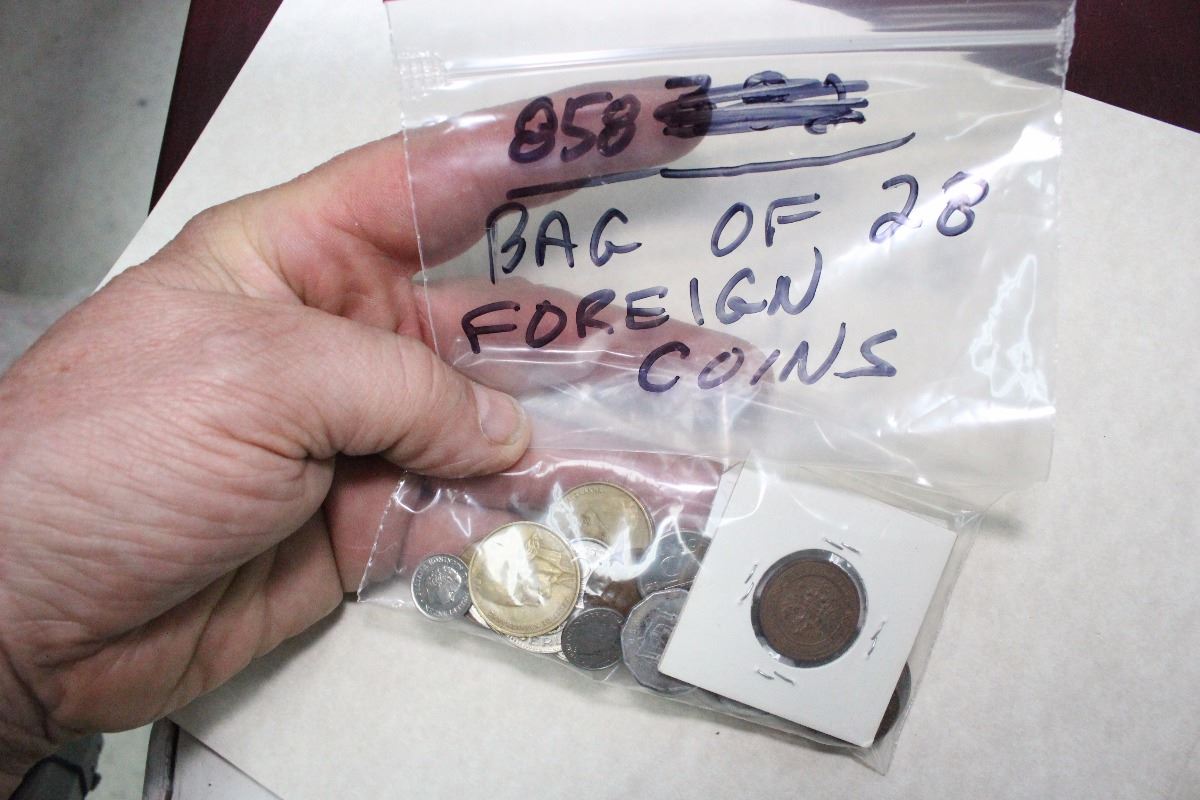 858
BAG OF 28
FOREIGN
COINS